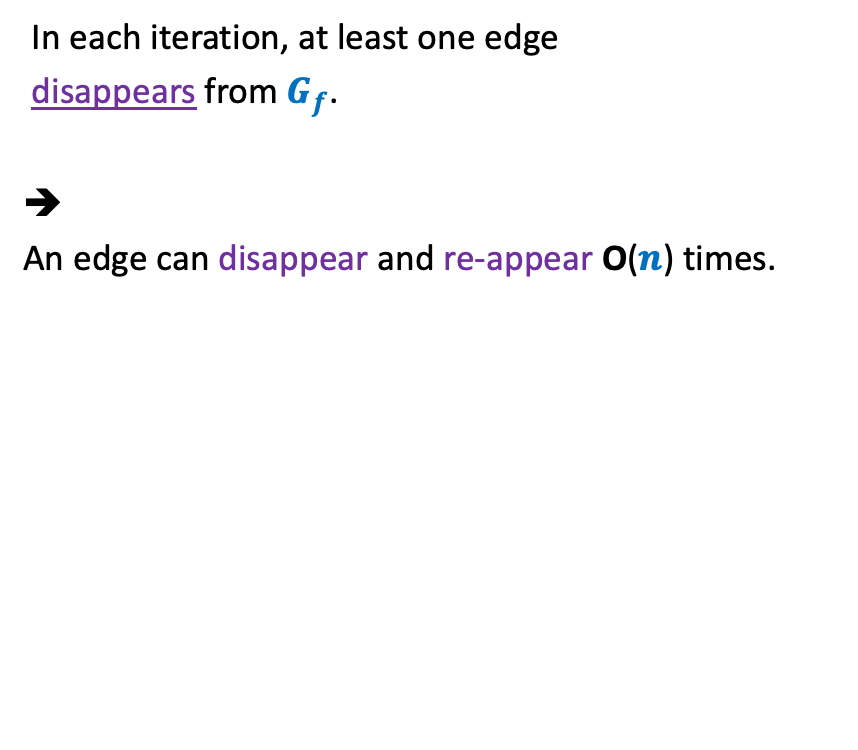 In each iteration, at least one edge
disappears from G_f.
➔
An edge can disappear and re-appear O(n) times.